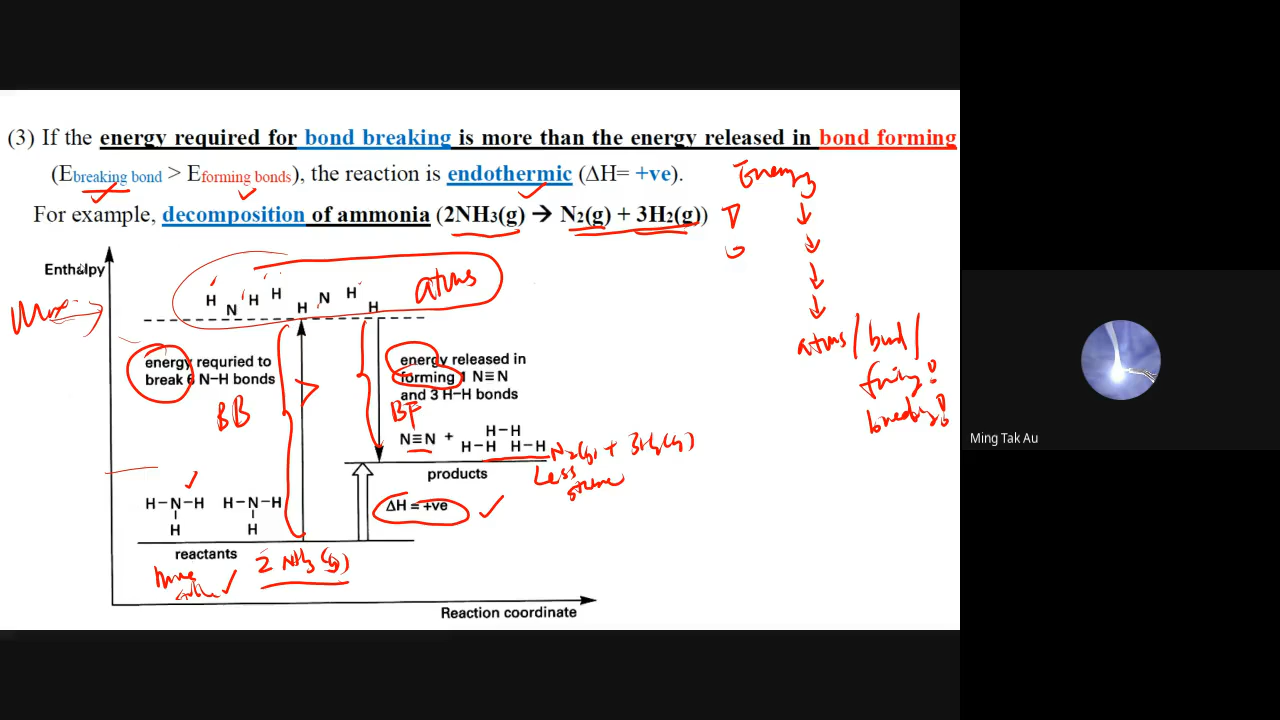 (3) If the energy required for bond breaking is more than the energy released in bond forming
(Ebreaking bond > Eforming bonds), the reaction is endothermic (ΔH= +ve).
For example, decomposition of ammonia (2NH3(g) → N2(g) + 3H2(g))
Energy
Enthalpy
H N H H H N H H
atoms
energy requried to
break 6 N-H bonds
BB
>
energy released in
forming 1 N≡N
and 3 H-H bonds
BF
atoms / bond /
forming!
breaking!
N≡N + H-H
H-H H-H
N2(g) + 3H2(g)
products
Less
stable
H-N-H H-N-H
H H
ΔH = +ve
reactants
2 NH3(g)
more
stable
Reaction coordinate
Ming Tak Au